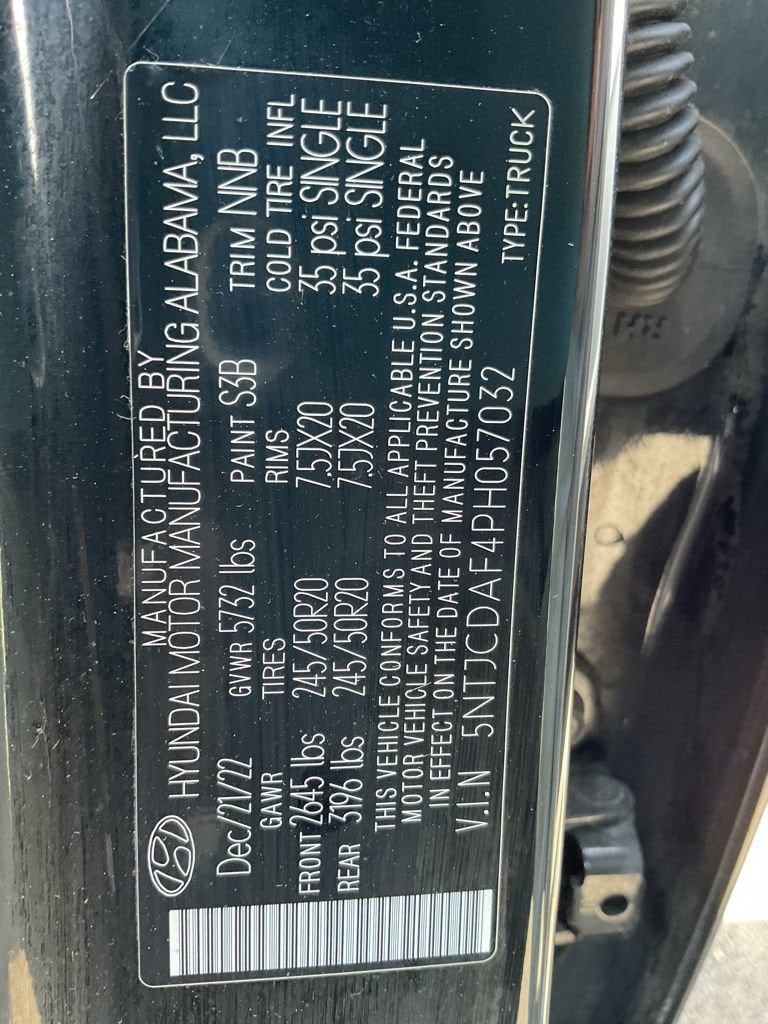 MANUFACTURED BY
HYUNDAI MOTOR MANUFACTURING ALABAMA, LLC
Dec/21/22 GVWR 5732 lbs PAINT S3B TRIM NNB
GAWR TIRES RIMS COLD TIRE INFL
FRONT 2645 lbs 245/50R20 7.5JX20 35 psi SINGLE
REAR 3196 lbs 245/50R20 7.5JX20 35 psi SINGLE
THIS VEHICLE CONFORMS TO ALL APPLICABLE U.S.A. FEDERAL
MOTOR VEHICLE SAFETY AND THEFT PREVENTION STANDARDS
IN EFFECT ON THE DATE OF MANUFACTURE SHOWN ABOVE
V.I.N 5NTJCDAF4PH057032 TYPE:TRUCK